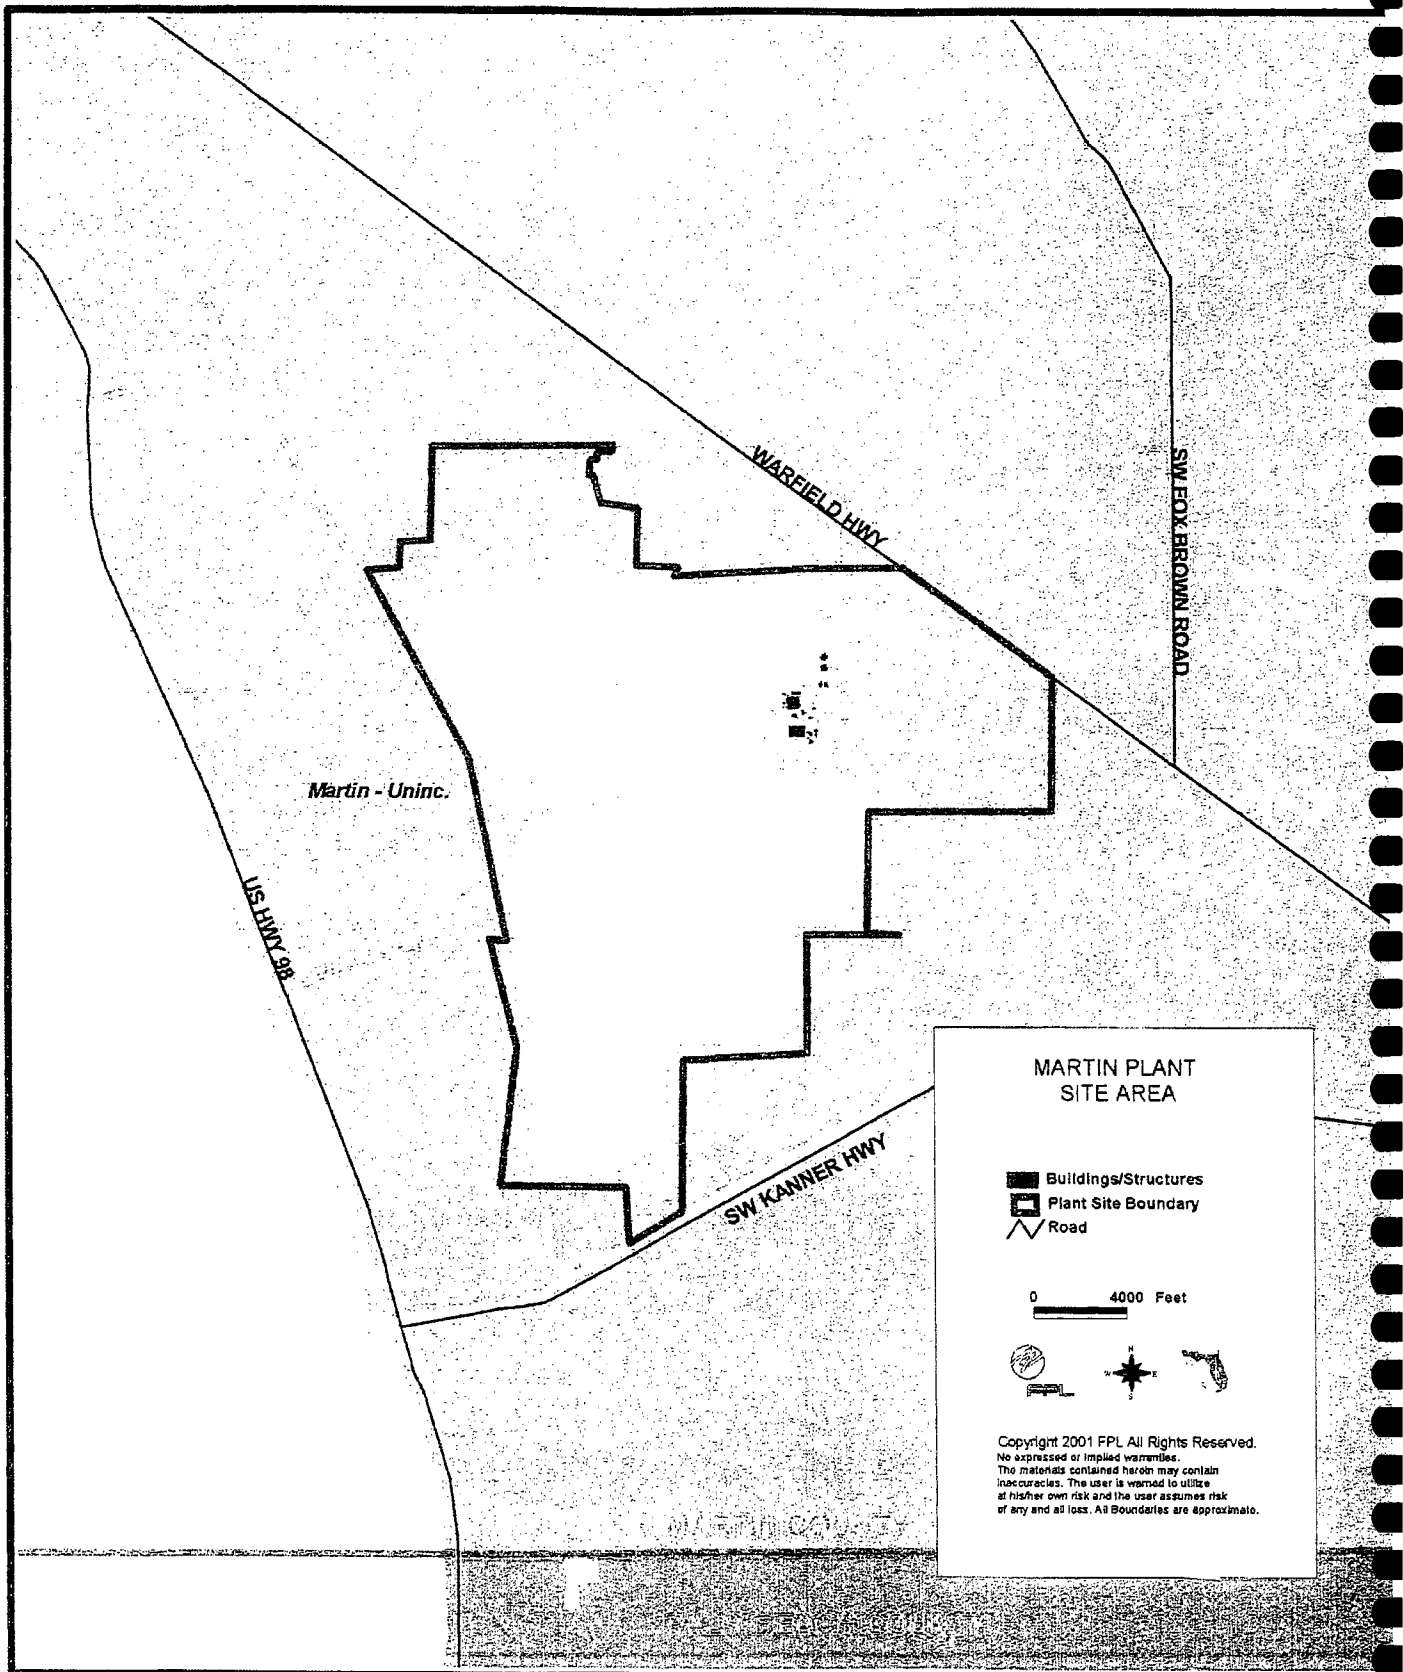 WARFIELD HWY
SW FOX BROWN ROAD
Martin - Uninc.
US HWY 98
SW KANNER HWY
MARTIN PLANT
SITE AREA
Buildings/Structures
Plant Site Boundary
Road
0 4000 Feet
FPL
N
W E
S
Copyright 2001 FPL All Rights Reserved.
No expressed or implied warranties.
The materials contained herein may contain
inaccuracies. The user is warned to utilize
at his/her own risk and the user assumes risk
of any and all loss. All Boundaries are approximate.
MARTIN COUNTY